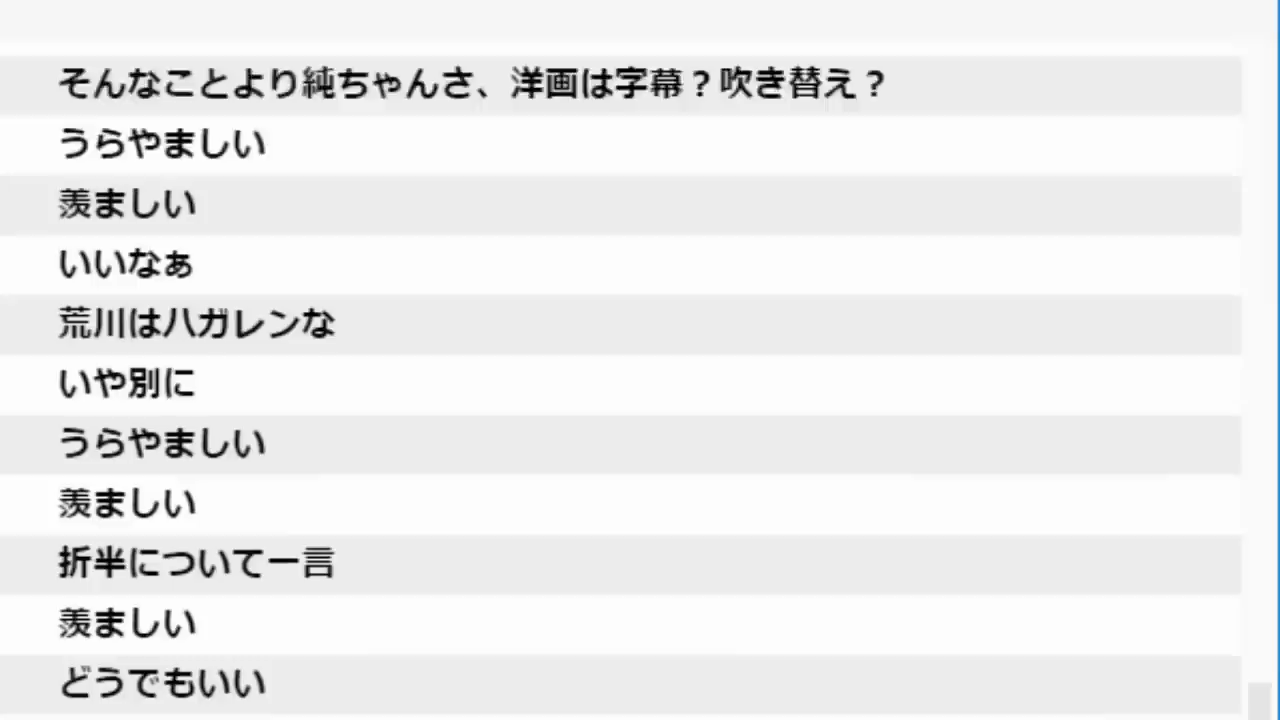 そんなことより純ちゃんさ、洋画は字幕？吹き替え？
うらやましい
羨ましい
いいなぁ
荒川はハガレンな
いや別に
うらやましい
羨ましい
折半について一言
羨ましい
どうでもいい